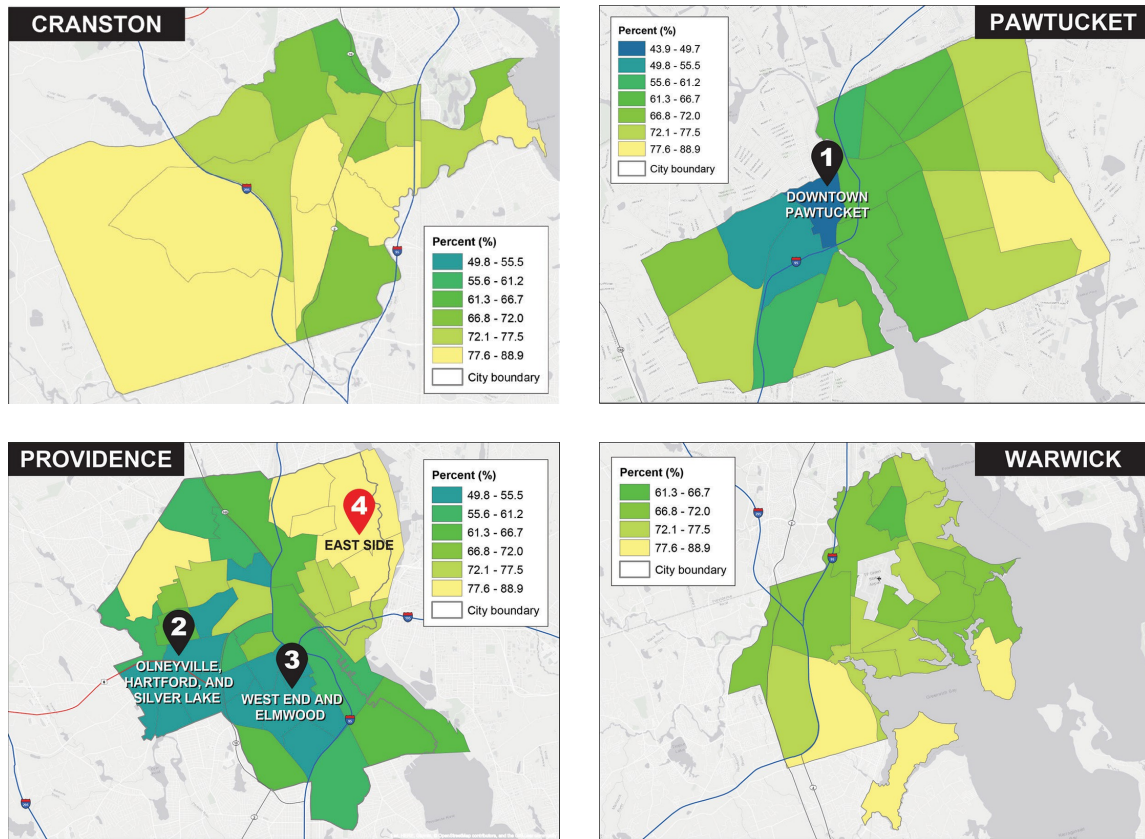 CRANSTON
Percent (%)
49.8 - 55.5
55.6 - 61.2
61.3 - 66.7
66.8 - 72.0
72.1 - 77.5
77.6 - 88.9
City boundary
PAWTUCKET
Percent (%)
43.9 - 49.7
49.8 - 55.5
55.6 - 61.2
61.3 - 66.7
66.8 - 72.0
72.1 - 77.5
77.6 - 88.9
City boundary
1
DOWNTOWN
PAWTUCKET
PROVIDENCE
Percent (%)
49.8 - 55.5
55.6 - 61.2
61.3 - 66.7
66.8 - 72.0
72.1 - 77.5
77.6 - 88.9
City boundary
4
EAST SIDE
2
OLNEYVILLE,
HARTFORD, AND
SILVER LAKE
3
WEST END AND
ELMWOOD
WARWICK
Percent (%)
61.3 - 66.7
66.8 - 72.0
72.1 - 77.5
77.6 - 88.9
City boundary